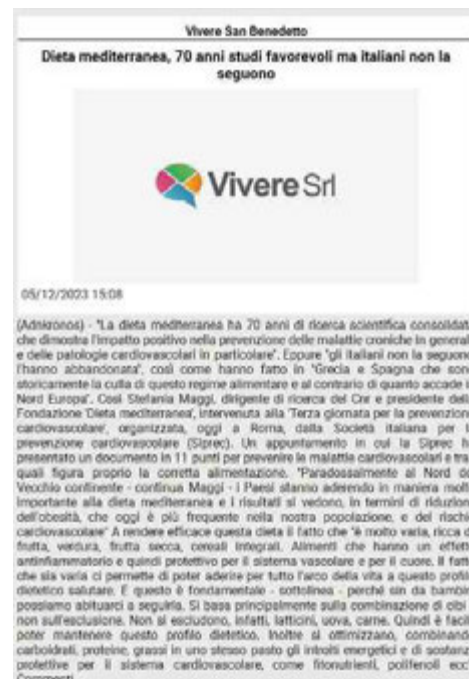 Vivere San Benedetto
Dieta mediterranea, 70 anni studi favorevoli ma italiani non la
seguono
Vivere Srl
05/12/2023 15:08
(Adnkronos) - "La dieta mediterranea ha 70 anni di ricerca scientifica consolidat
che dimostra l'impatto positivo nella prevenzione delle malattie croniche in general
e delle patologie cardiovascolari in particolare". Eppure "gli italiani non la seguon
l'hanno abbandonata", così come hanno fatto in "Grecia e Spagna che son
storicamente la culla di questo regime alimentare e al contrario di quanto accade
Nord Europa". Così Stefania Maggi, dirigente di ricerca del Cnr e presidente dell
Fondazione 'Dieta mediterranea', intervenuta alla 'Terza giornata per la prevenzion
cardiovascolare', organizzata, oggi a Roma, dalla Società italiana per l
prevenzione cardiovascolare (Siprec). Un appuntamento in cui la Siprec h
presentato un documento in 11 punti per prevenire le malattie cardiovascolari e tra
quali figura proprio la corretta alimentazione. "Paradossalmente al Nord de
Vecchio continente - continua Maggi - i Paesi stanno aderendo in maniera molt
importante alla dieta mediterranea e i risultati si vedono, in termini di riduzion
dell'obesità, che oggi è più frequente nella nostra popolazione, e del rischi
cardiovascolare" A rendere efficace questa dieta il fatto che "è molto varia, ricca d
frutta, verdura, frutta secca, cereali integrali. Alimenti che hanno un effett
antinfiammatorio e quindi protettivo per il sistema vascolare e per il cuore. Il fatt
che sia varia ci permette di poter aderire per tutto l'arco della vita a questo profil
dietetico salutare. E questo è fondamentale - sottolinea - perché sin da bambin
possiamo abituarci a seguirla. Si basa principalmente sulla combinazione di cibi
non sull'esclusione. Non si escludono, infatti, latticini, uova, carne. Quindi è facil
poter mantenere questo profilo dietetico. Inoltre si ottimizzano, combinand
carboidrati, proteine, grassi in uno stesso pasto gli introiti energetici e di sostanz
protettive per il sistema cardiovascolare, come fitonutrienti, polifenoli ecc
Commenti